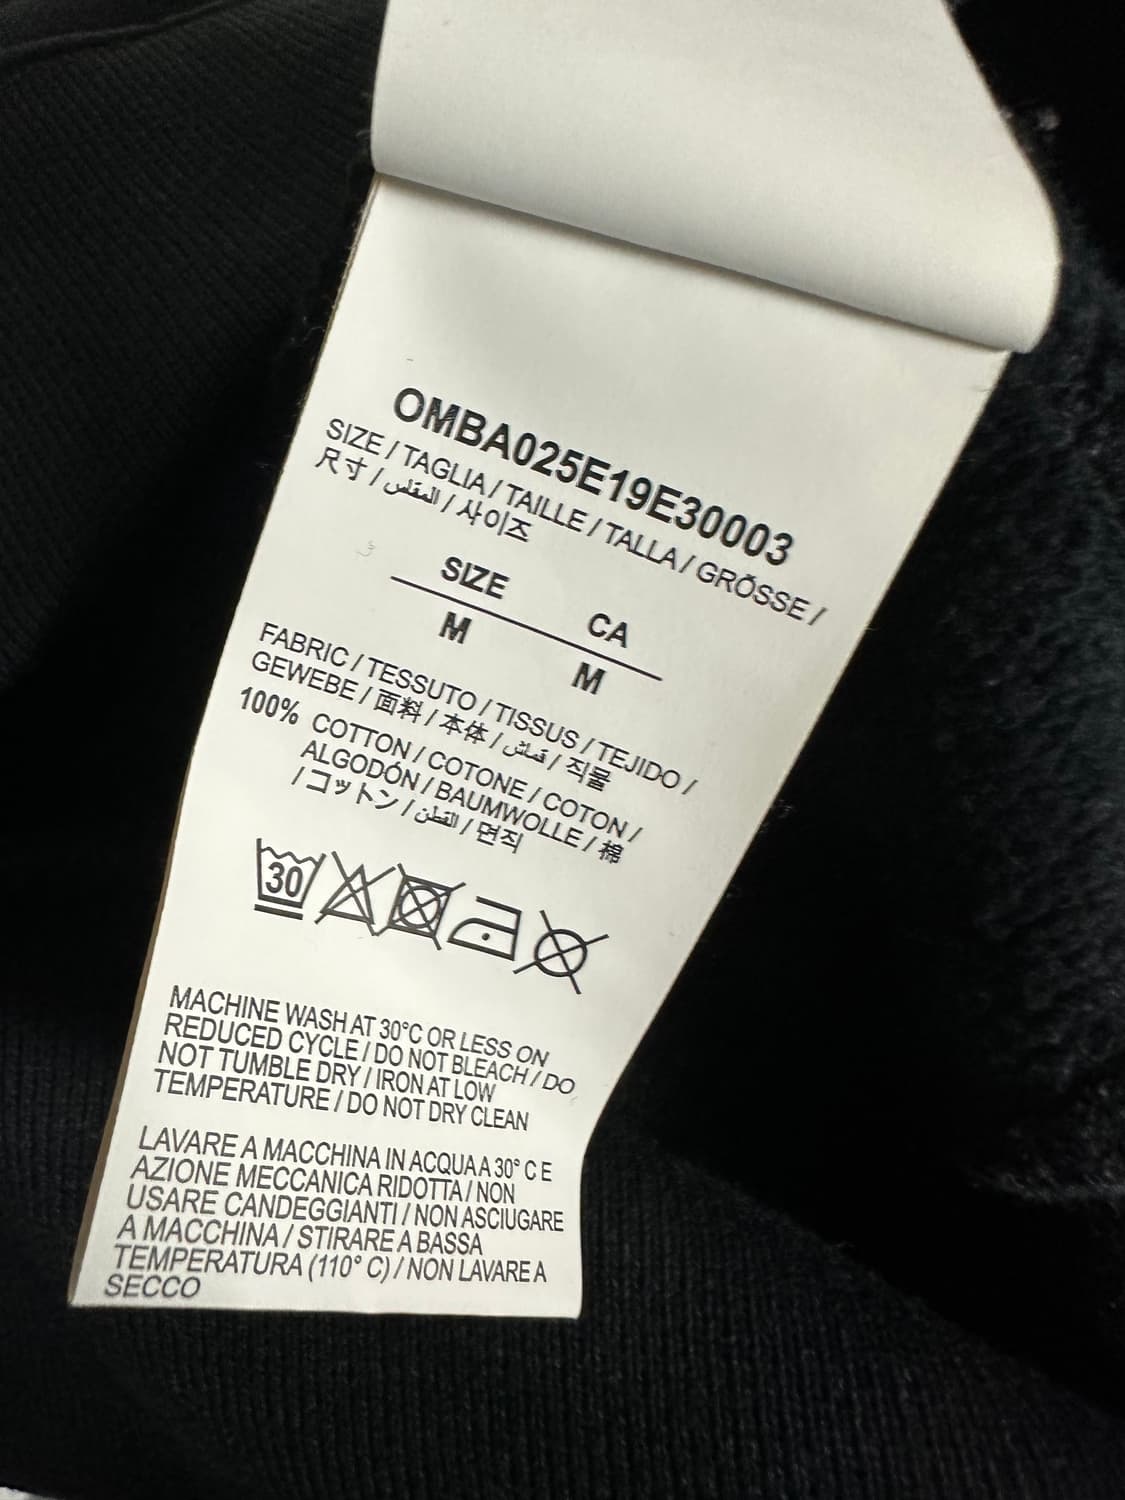 OMBA025E19E30003
SIZE / TAGLIA / TAILLE / TALLA / GRÖSSE /
尺寸 / المقاس / 사이즈
SIZE CA
M M
FABRIC / TESSUTO / TISSUS / TEJIDO /
GEWEBE / 面料 / 本体 / قماش / 직물
100% COTTON / COTONE / COTON /
ALGODÓN / BAUMWOLLE / 棉
/ コットン / القطن / 면직
30
MACHINE WASH AT 30°C OR LESS ON
REDUCED CYCLE / DO NOT BLEACH / DO
NOT TUMBLE DRY / IRON AT LOW
TEMPERATURE / DO NOT DRY CLEAN
LAVARE A MACCHINA IN ACQUA A 30° C E
AZIONE MECCANICA RIDOTTA / NON
USARE CANDEGGIANTI / NON ASCIUGARE
A MACCHINA / STIRARE A BASSA
TEMPERATURA (110° C) / NON LAVARE A
SECCO